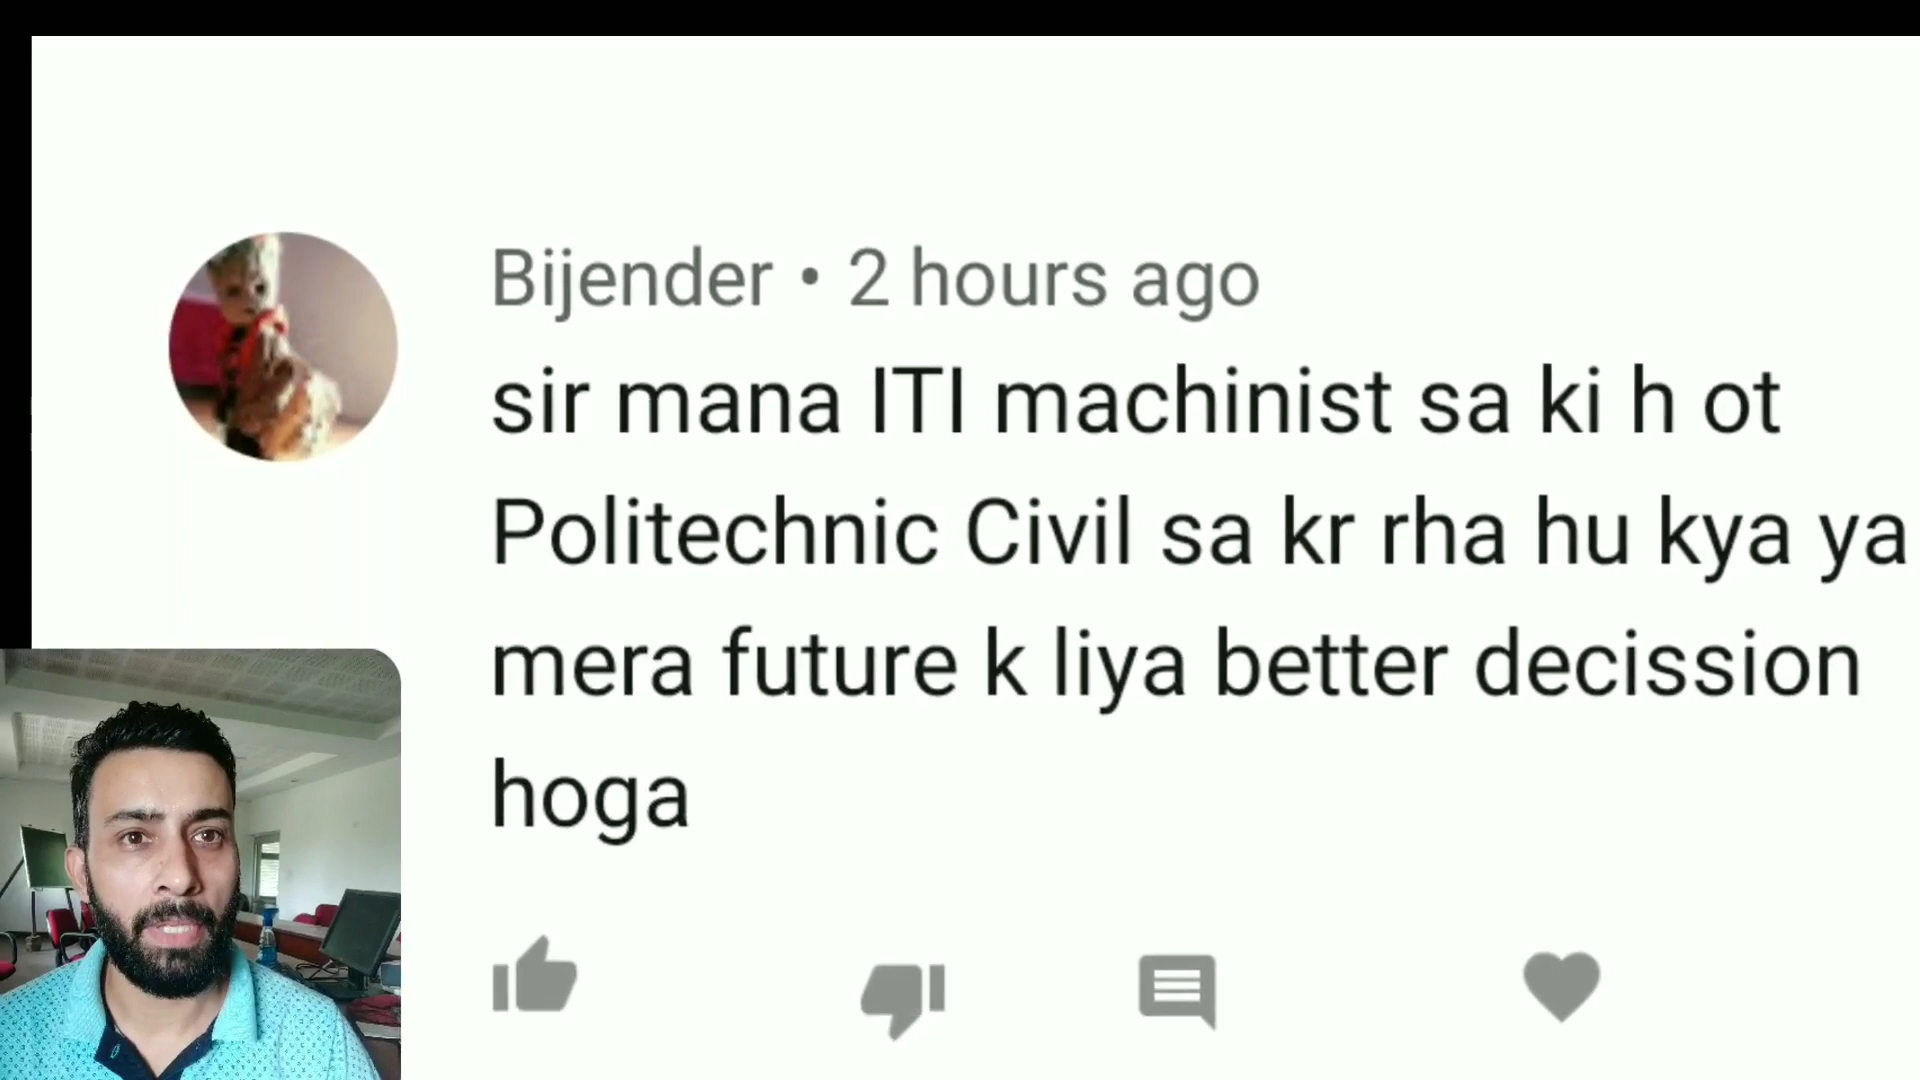 Bijender • 2 hours ago
sir mana ITI machinist sa ki h ot
Politechnic Civil sa kr rha hu kya ya
mera future k liya better decission
hoga